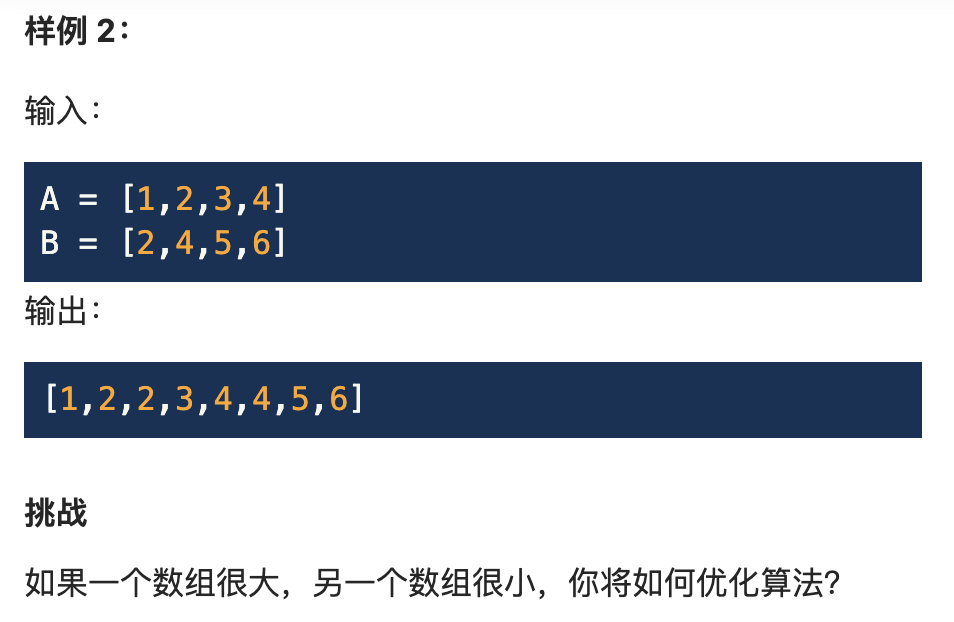 样例 2：
输入：
A = [1,2,3,4]
B = [2,4,5,6]
输出：
[1,2,2,3,4,4,5,6]
挑战
如果一个数组很大，另一个数组很小，你将如何优化算法？